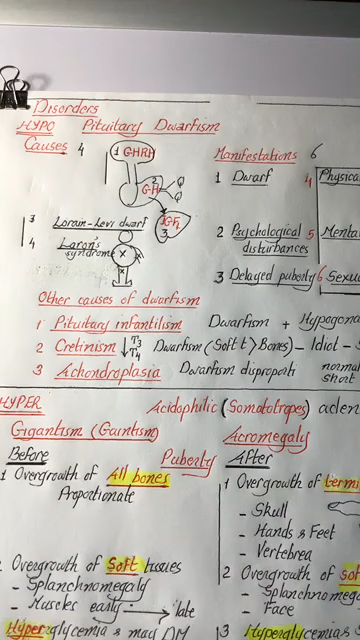 Disorders
HYPO Pituitary Dwarfism
Causes 4
1 GHRH
2
GH
IGF1
3
3 Lorain-Levi dwarf
4 Laron's
syndrome
Manifestations 6
1 Dwarf 4 Physica
2 Psychological 5 Menta
disturbances
3 Delayed puberty 6 Sexu
Other causes of dwarfism
1 Pituitary infantilism Dwarfism + Hypogona
2 Cretinism ↓T3 T4 Dwarfism (Soft t > Bones) - Idiot - S
3 Achondroplasia Dwarfism disproporti normal
short
HYPER Acidophilic (Somatotropes) aden
Gigantism (Gaintism) Acromegaly
Before Puberty After
1 Overgrowth of All bones
Proportionate
2 Overgrowth of Soft tissues
- Splanchnomegaly
- Muscles early → late
Hyperglycemia & may DM
1 Overgrowth of termi
- Skull
- Hands & Feet
- Vertebrea
2 Overgrowth of sof
- Splanchnome
- Face
3 Hyperglycemia &